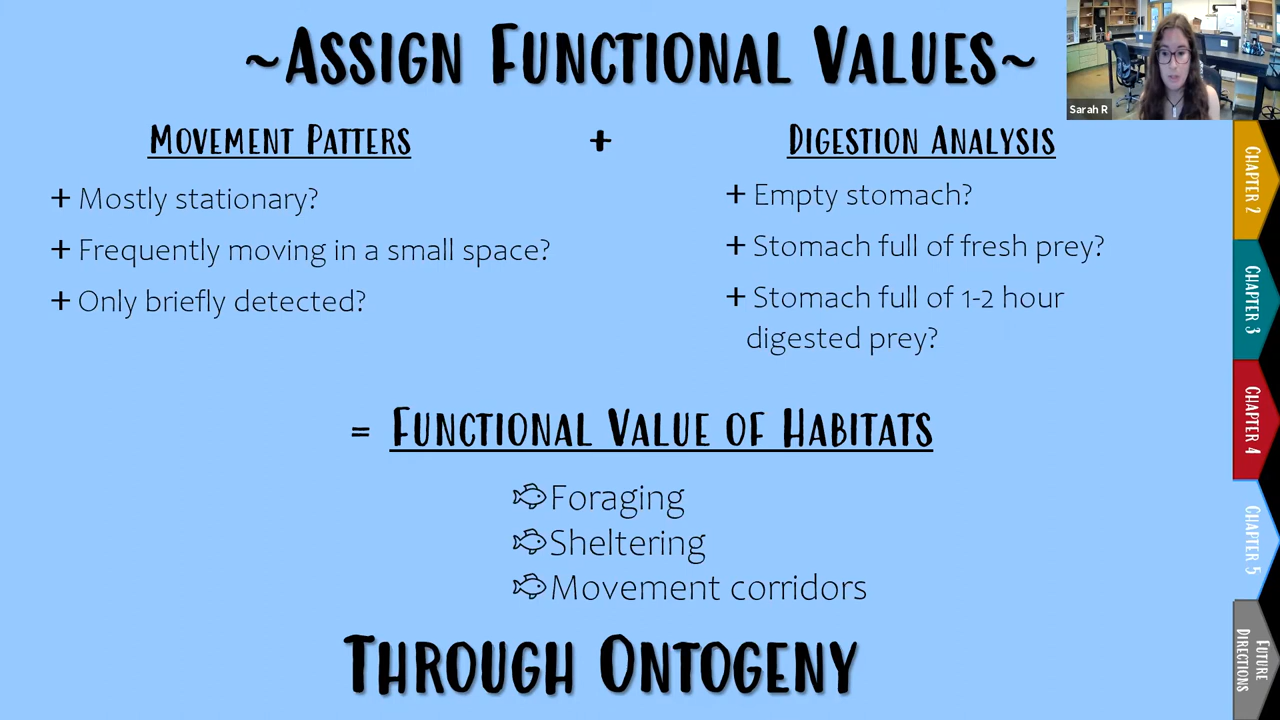 ~Assign Functional Values~
Sarah R
Movement Patters
+
Digestion Analysis
+ Mostly stationary?
+ Frequently moving in a small space?
+ Only briefly detected?
+ Empty stomach?
+ Stomach full of fresh prey?
+ Stomach full of 1-2 hour
digested prey?
= Functional Value of Habitats
Foraging
Sheltering
Movement corridors
Through Ontogeny
Chapter 2
Chapter 3
Chapter 4
Chapter 5
Future
Directions